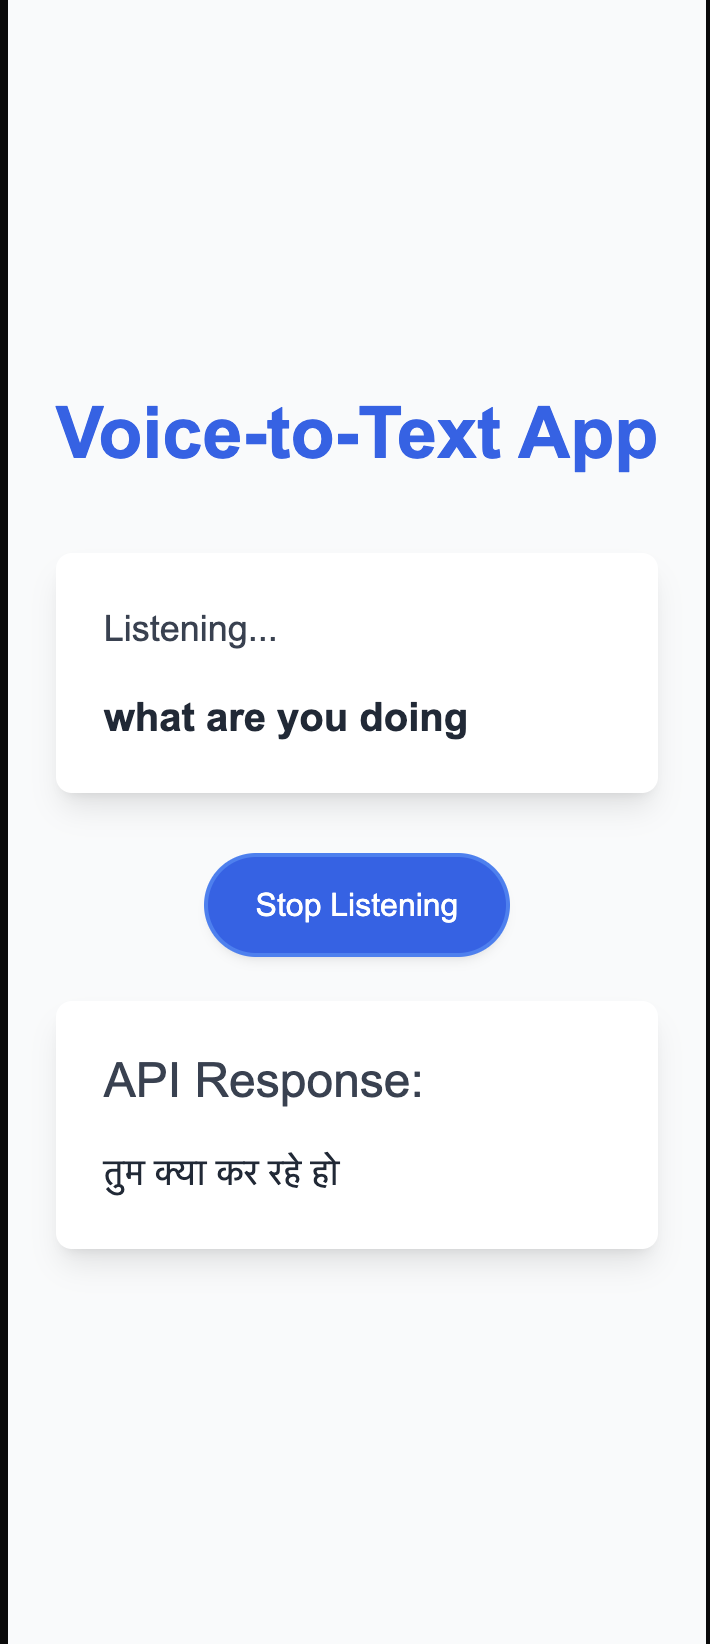 Voice-to-Text App
Listening...
what are you doing
Stop Listening
API Response:
तुम क्या कर रहे हो